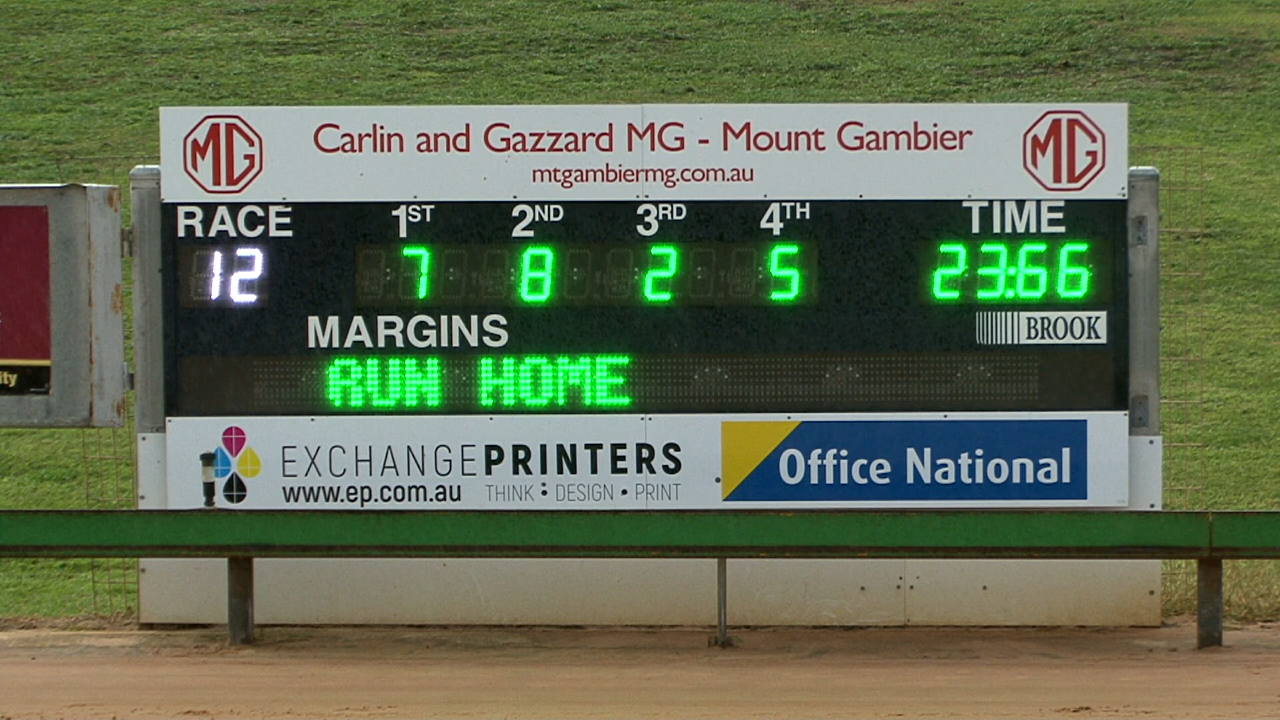 MG Carlin and Gazzard MG - Mount Gambier MG
mtgambiermg.com.au
RACE 1ST 2ND 3RD 4TH TIME
12 7 8 2 5 23:66
MARGINS BROOK
RUN HOME
ity
EXCHANGEPRINTERS
www.ep.com.au THINK : DESIGN • PRINT
Office National